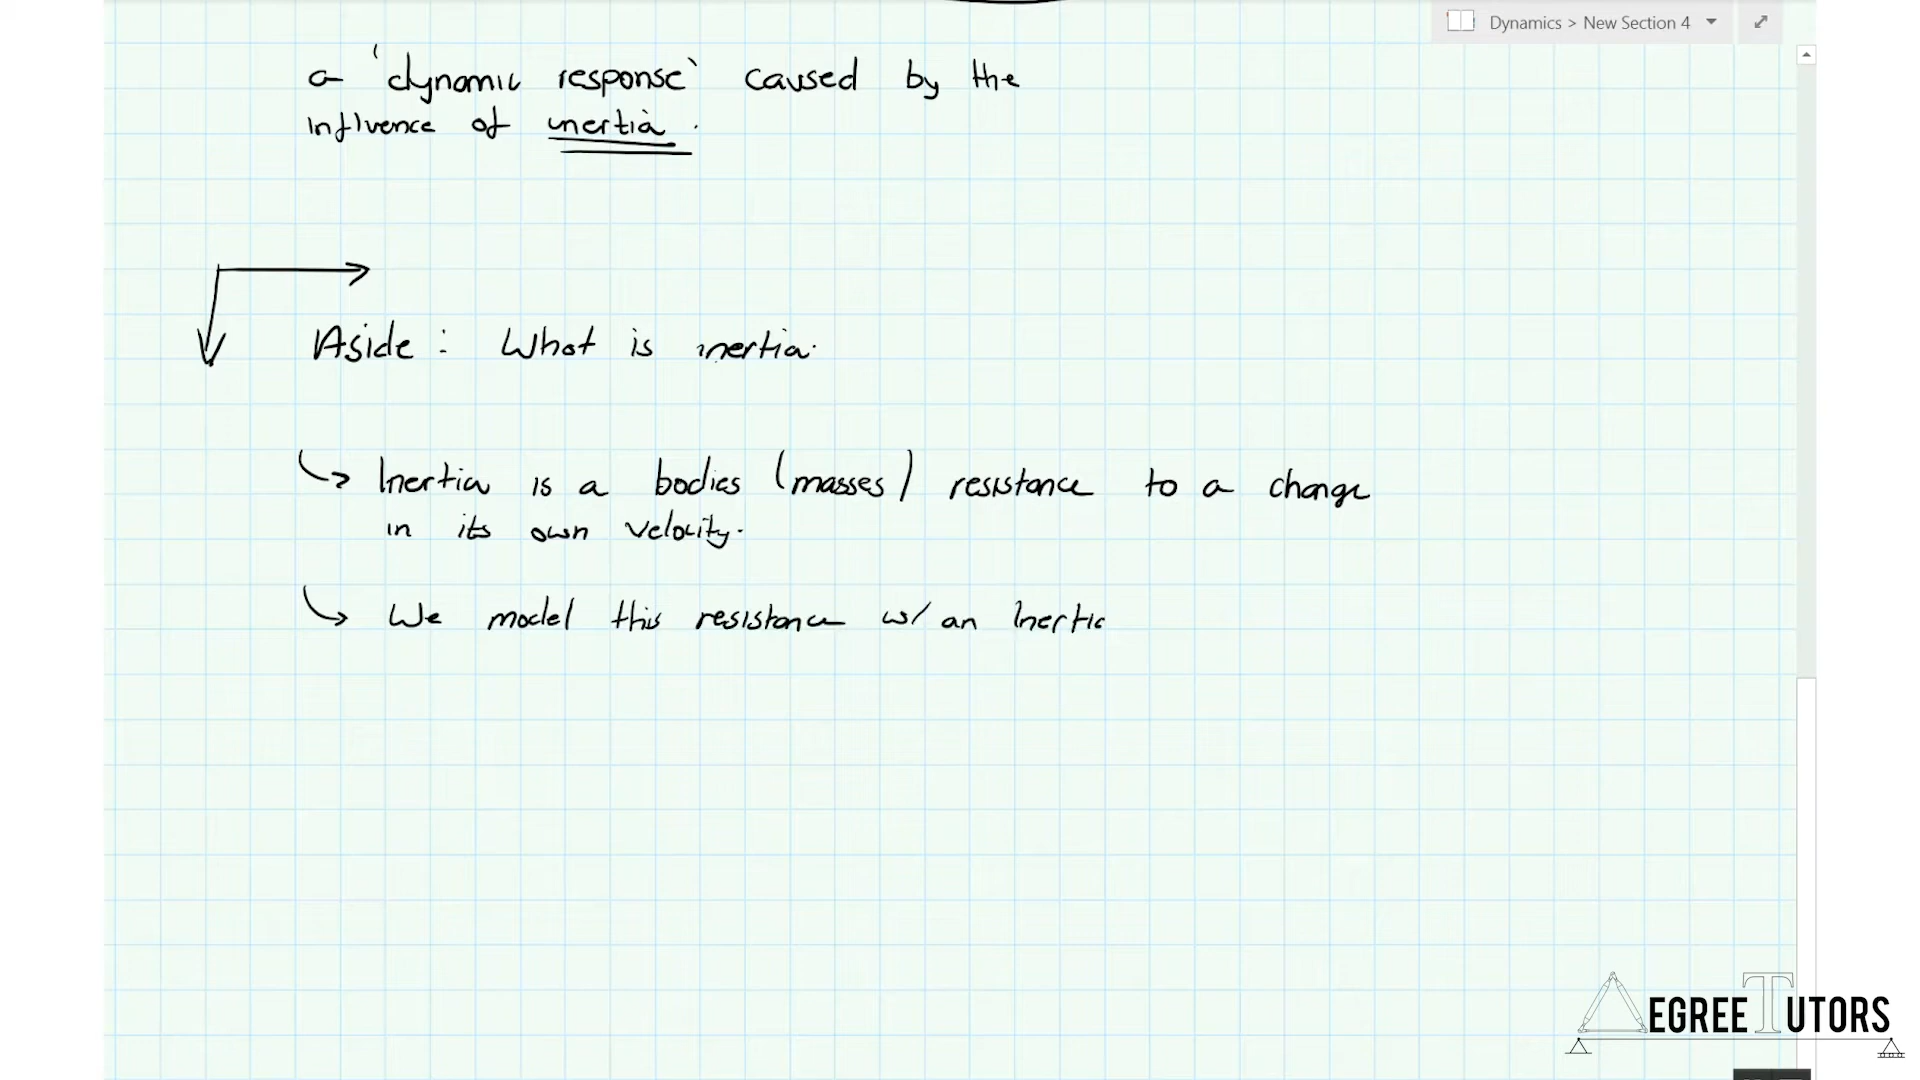 Dynamics > New Section 4
a 'dynamic response` caused by the
influence of inertia.
Aside: What is inertia.
Inertia is a bodies (masses) resistance to a change
in its own velocity.
We model this resistance w/ an Inertia
DEGREE TUTORS